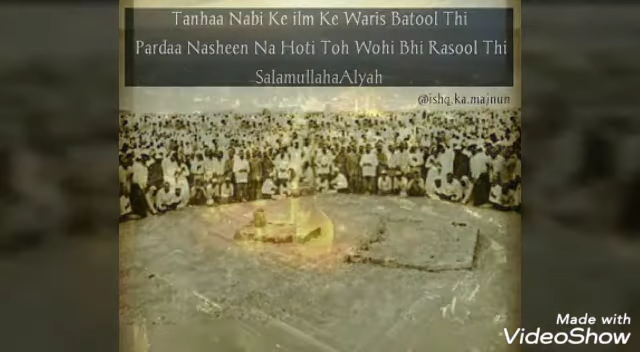 Tanhaa Nabi Ke ilm Ke Waris Batool Thi
Pardaa Nasheen Na Hoti Toh Wohi Bhi Rasool Thi
SalamullahaAlyah
@ishq.ka.majnun
Made with
VideoShow